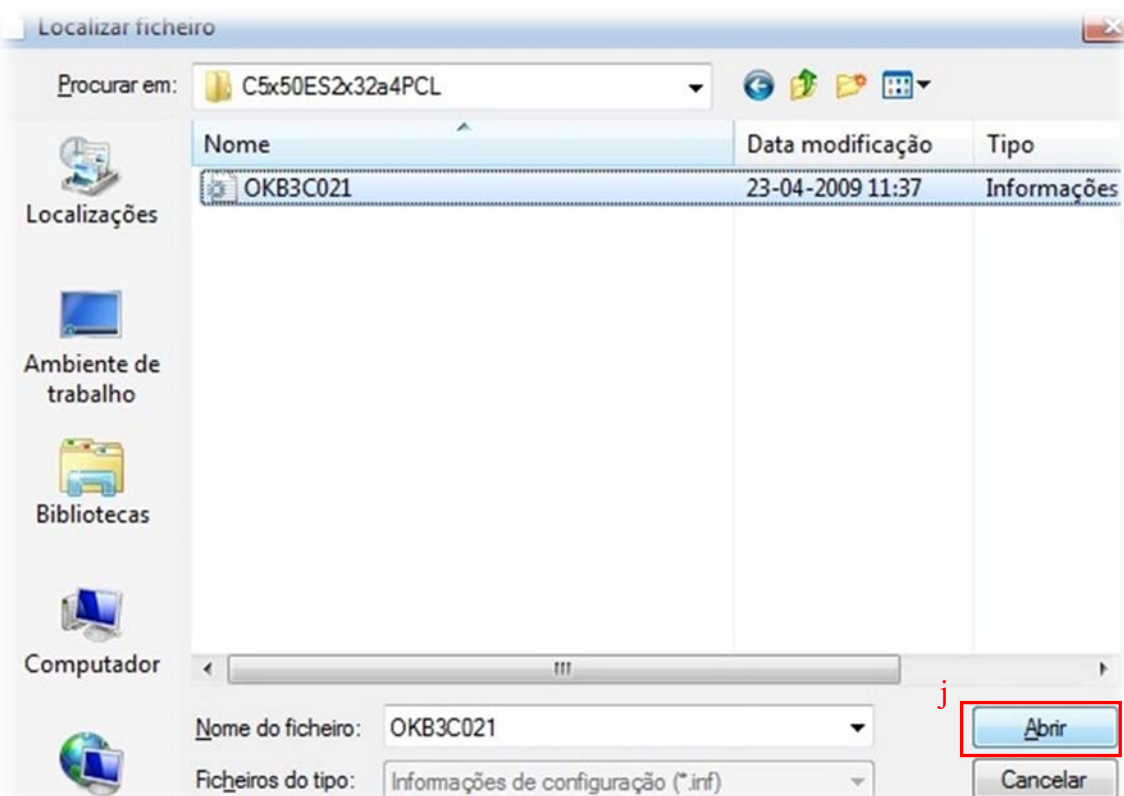 Localizar ficheiro
Procurar em: C5x50ES2x32a4PCL
Nome Data modificação Tipo
OKB3C021 23-04-2009 11:37 Informações
Localizações
Ambiente de
trabalho
Bibliotecas
Computador
j
Nome do ficheiro: OKB3C021 Abrir
Ficheiros do tipo: Informações de configuração (*.inf) Cancelar